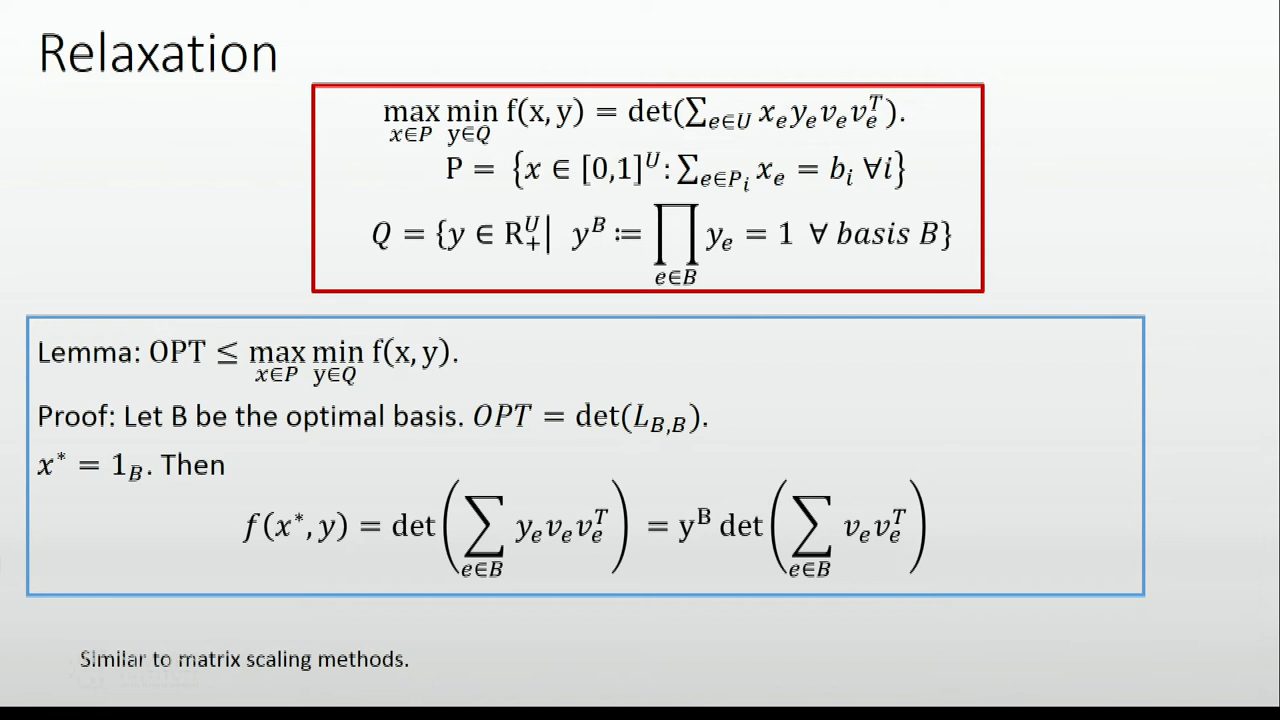 Relaxation
max min f(x, y) = det(∑_{e∈U} x_e y_e v_e v_e^T).
x∈P y∈Q
P = {x ∈ [0,1]^U : ∑_{e∈P_i} x_e = b_i ∀i}
Q = {y ∈ R_+^U | y^B ≔ ∏_{e∈B} y_e = 1 ∀ basis B}
Lemma: OPT ≤ max min f(x, y).
x∈P y∈Q
Proof: Let B be the optimal basis. OPT = det(L_{B,B}).
x* = 1_B. Then
f(x*, y) = det(∑_{e∈B} y_e v_e v_e^T) = y^B det(∑_{e∈B} v_e v_e^T)
Similar to matrix scaling methods.